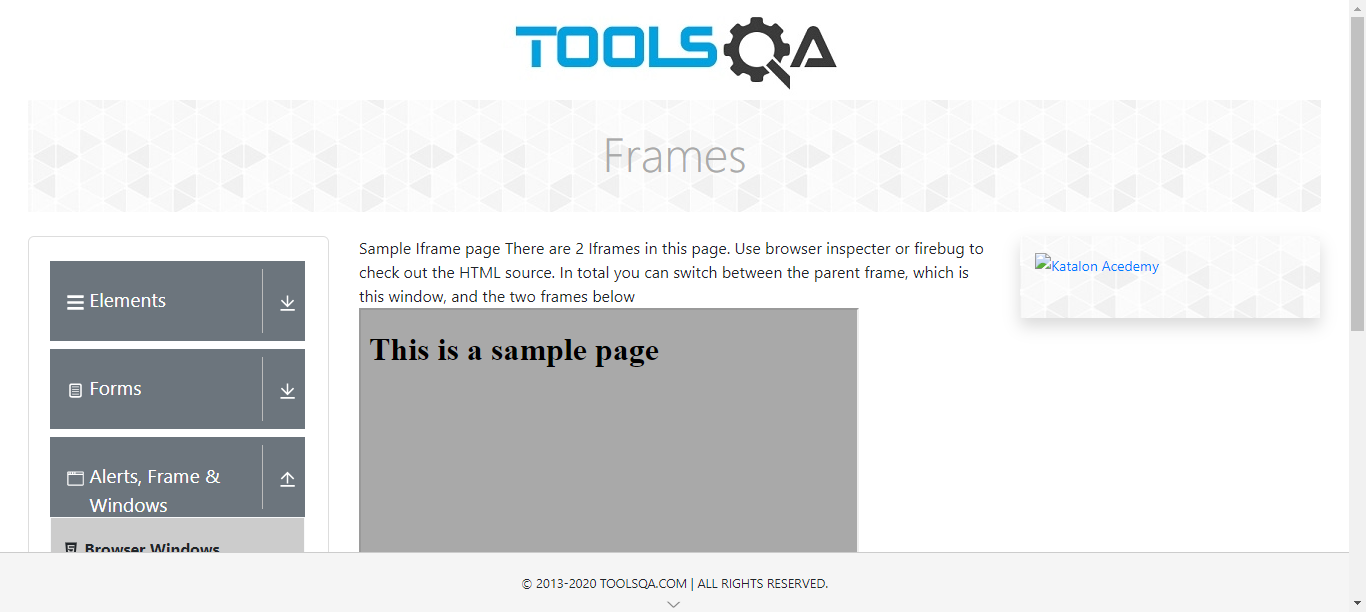 TOOLSQA
Frames
Elements
Forms
Alerts, Frame &
Windows
Browser Windows
Sample Iframe page There are 2 Iframes in this page. Use browser inspecter or firebug to
check out the HTML source. In total you can switch between the parent frame, which is
this window, and the two frames below
This is a sample page
Katalon Acedemy
© 2013-2020 TOOLSQA.COM | ALL RIGHTS RESERVED.